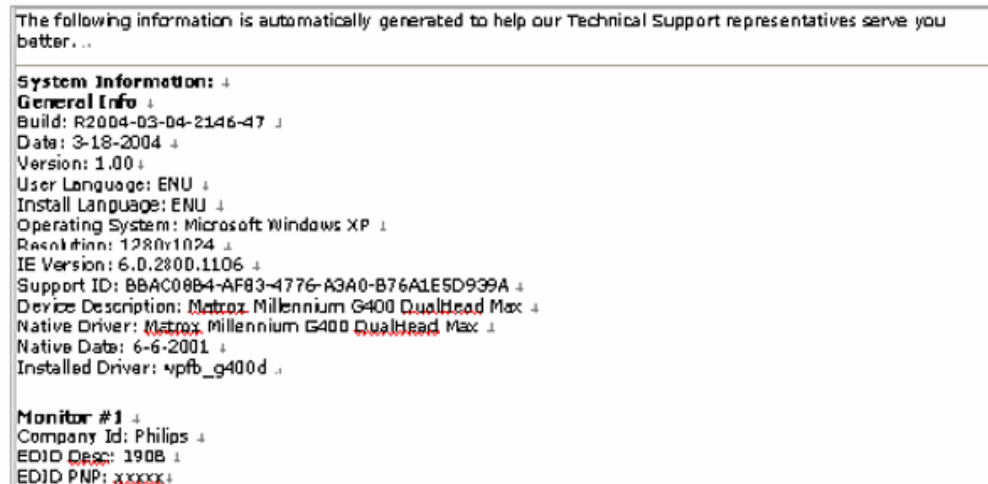 The following information is automatically generated to help our Technical Support representatives serve you
better...
System Information:
General Info
Build: R2004-03-04-2146-47
Date: 3-18-2004
Version: 1.00
User Language: ENU
Install Language: ENU
Operating System: Microsoft Windows XP
Resolution: 1280x1024
IE Version: 6.0.2800.1106
Support ID: BBAC08B4-AF83-4776-A3A0-B76A1E5D939A
Device Description: Matrox Millennium G400 DualHead Max
Native Driver: Matrox Millennium G400 DualHead Max
Native Date: 6-6-2001
Installed Driver: vpfb_g400d
Monitor #1
Company Id: Philips
EDID Desc: 190B
EDID PNP: xxxxx